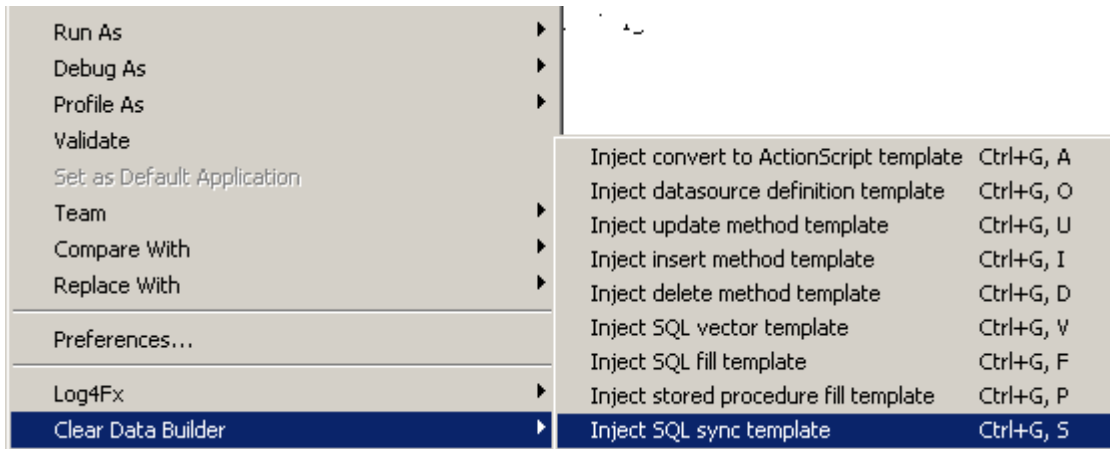 Run As
Debug As
Profile As
Validate
Set as Default Application
Team
Compare With
Replace With
Preferences...
Log4Fx
Clear Data Builder
Inject convert to ActionScript template Ctrl+G, A
Inject datasource definition template Ctrl+G, O
Inject update method template Ctrl+G, U
Inject insert method template Ctrl+G, I
Inject delete method template Ctrl+G, D
Inject SQL vector template Ctrl+G, V
Inject SQL fill template Ctrl+G, F
Inject stored procedure fill template Ctrl+G, P
Inject SQL sync template Ctrl+G, S